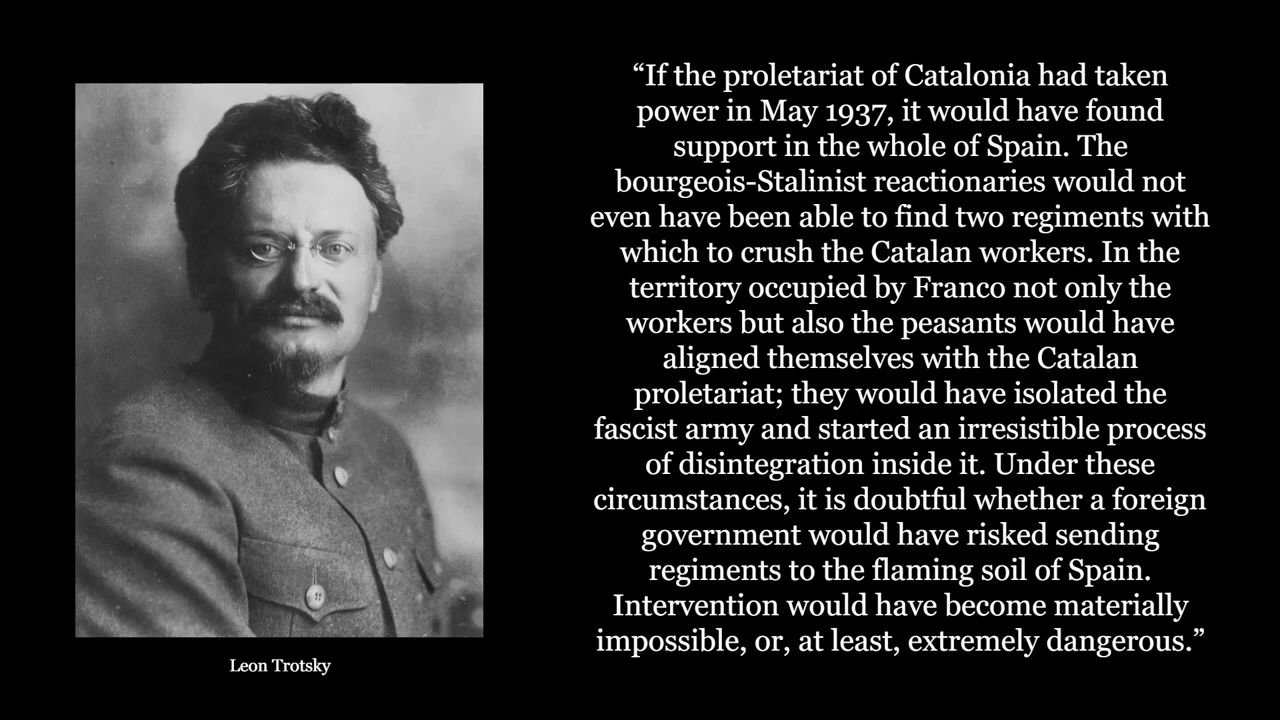 “If the proletariat of Catalonia had taken
power in May 1937, it would have found
support in the whole of Spain. The
bourgeois-Stalinist reactionaries would not
even have been able to find two regiments with
which to crush the Catalan workers. In the
territory occupied by Franco not only the
workers but also the peasants would have
aligned themselves with the Catalan
proletariat; they would have isolated the
fascist army and started an irresistible process
of disintegration inside it. Under these
circumstances, it is doubtful whether a foreign
government would have risked sending
regiments to the flaming soil of Spain.
Intervention would have become materially
impossible, or, at least, extremely dangerous.”
Leon Trotsky